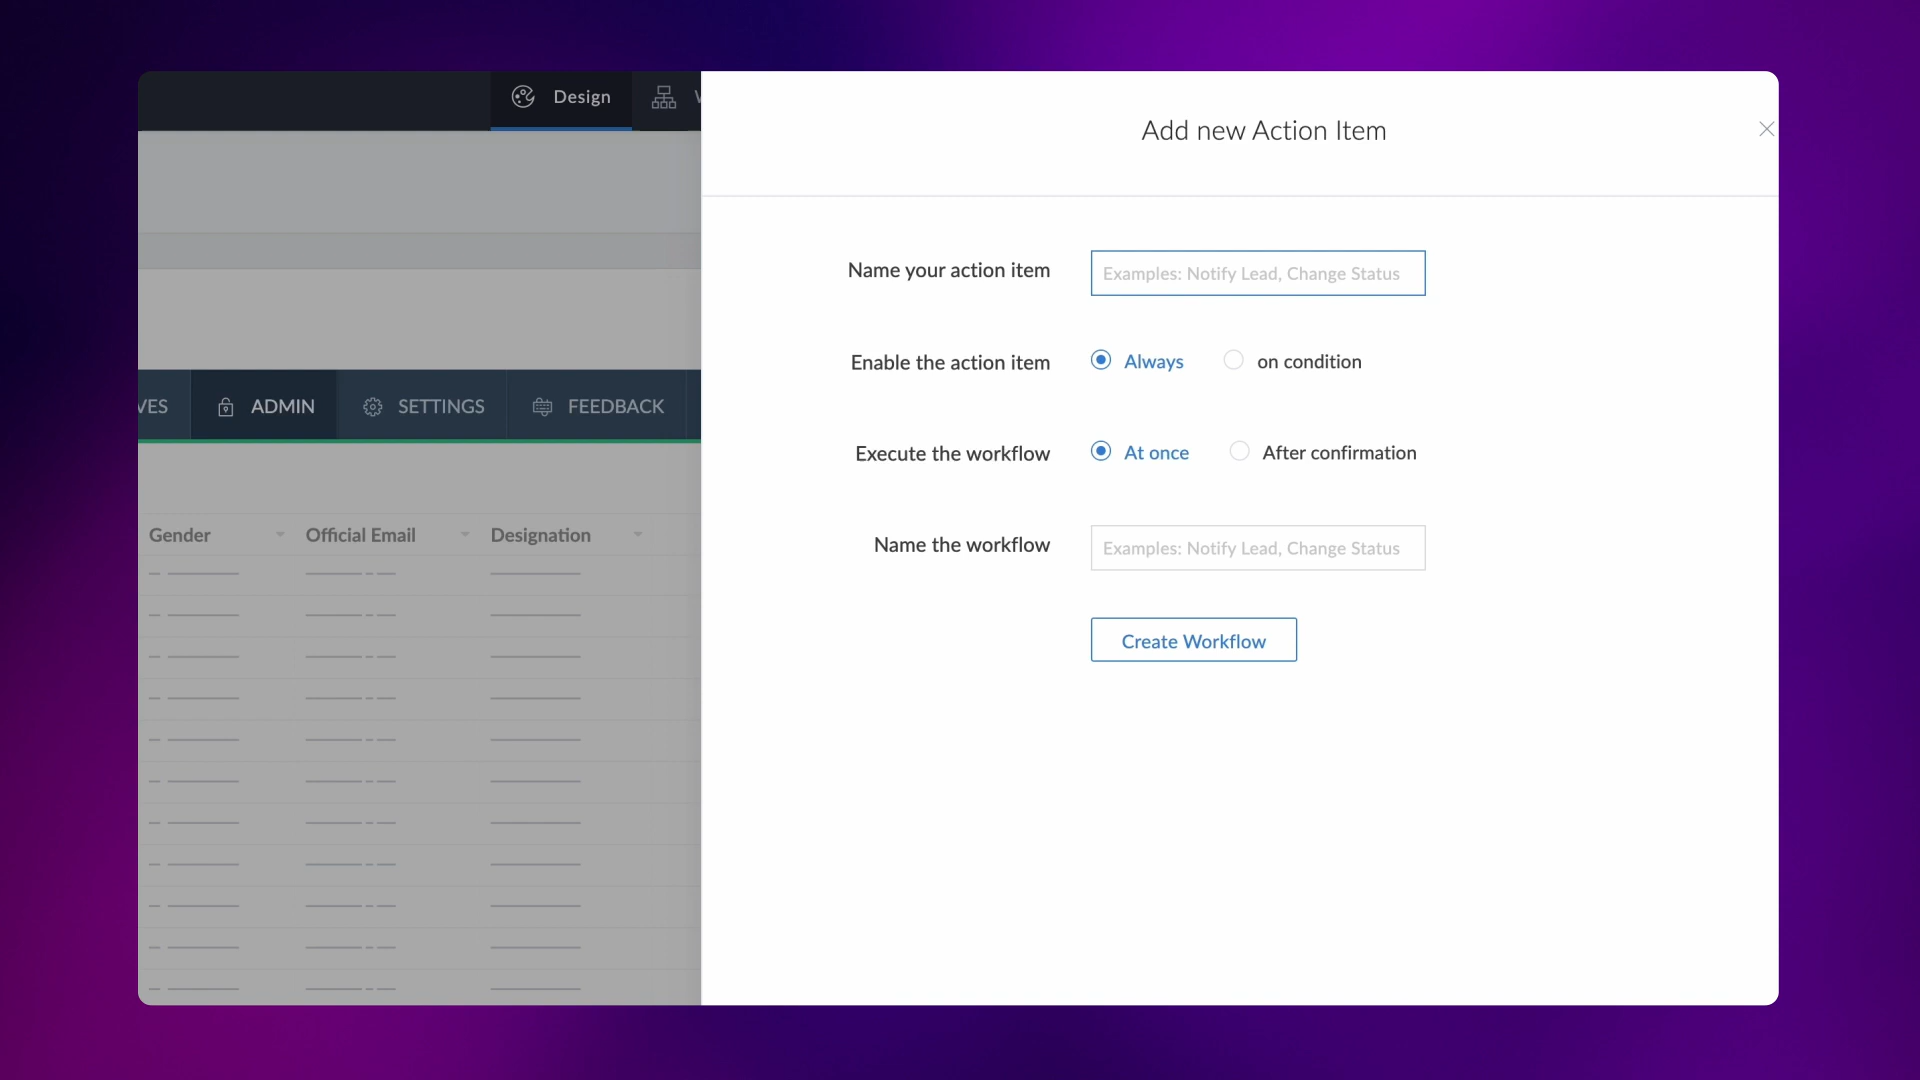 Design
Add new Action Item
Name your action item
Examples: Notify Lead, Change Status
Enable the action item
Always
on condition
VES
ADMIN
SETTINGS
FEEDBACK
Execute the workflow
At once
After confirmation
Gender
Official Email
Designation
Name the workflow
Examples: Notify Lead, Change Status
Create Workflow